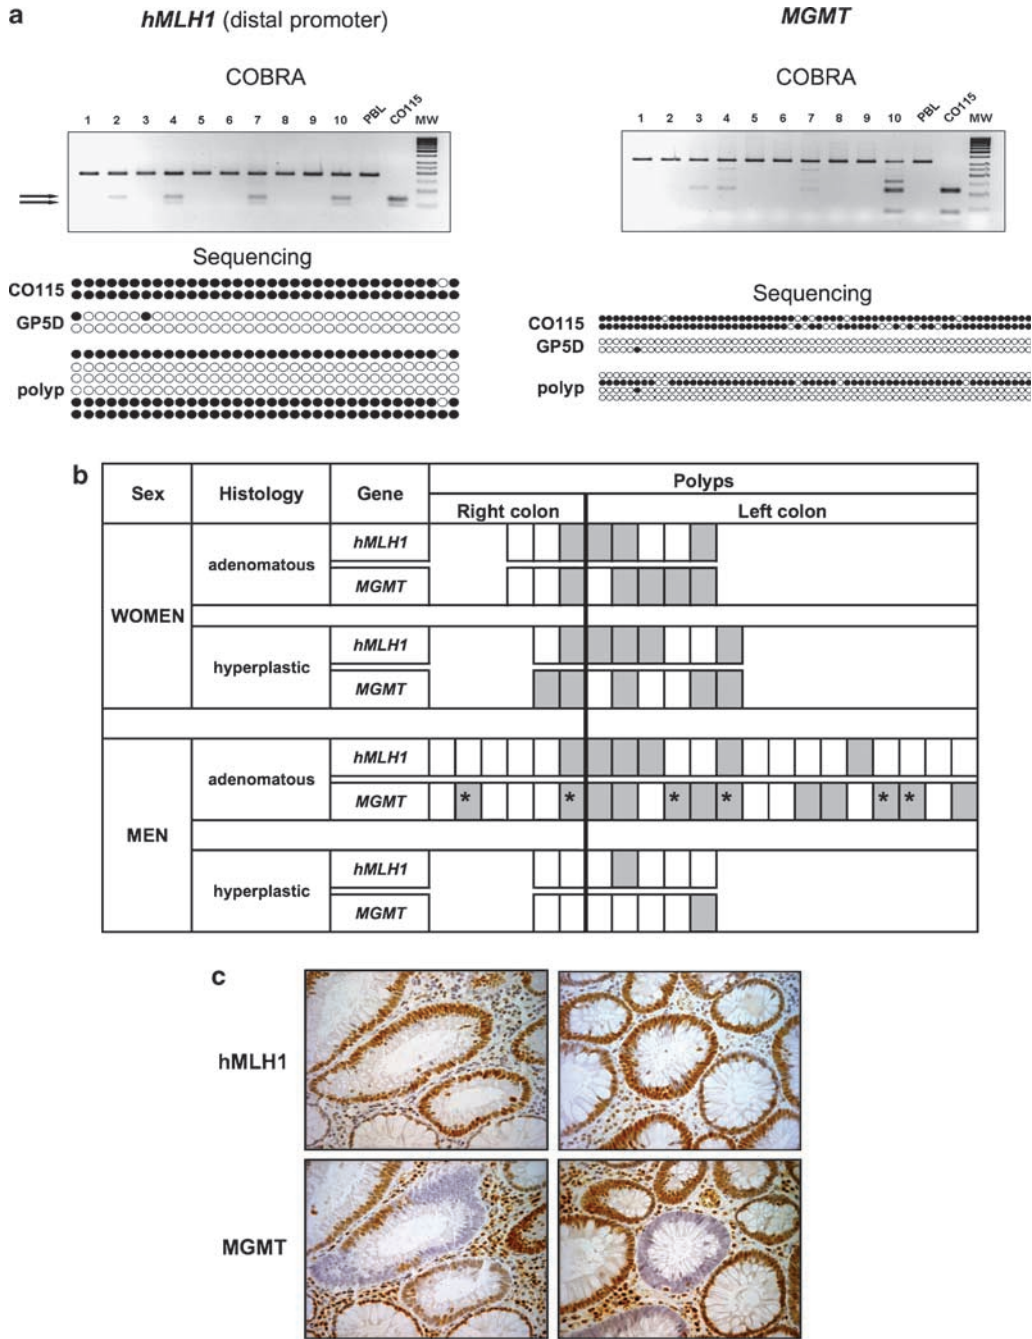 a
hMLH1 (distal promoter)
COBRA
1 2 3 4 5 6 7 8 9 10 PBL CO115 MW
Sequencing
CO115
GP5D
polyp
MGMT
COBRA
1 2 3 4 5 6 7 8 9 10 PBL CO115 MW
Sequencing
CO115
GP5D
polyp
b
Sex Histology Gene Polyps
Right colon Left colon
WOMEN
adenomatous
hMLH1
MGMT
hyperplastic
hMLH1
MGMT
MEN
adenomatous
hMLH1
MGMT * * * * * *
hyperplastic
hMLH1
MGMT
c
hMLH1
MGMT